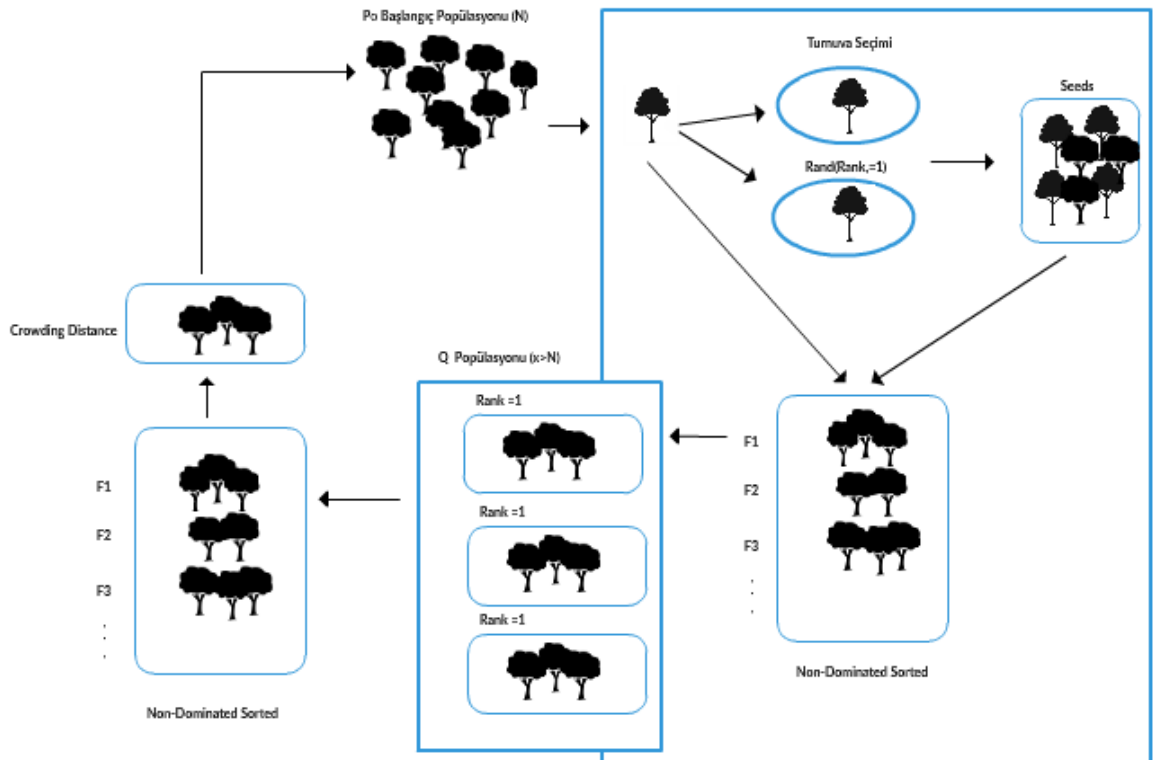 Po Başlangıç Popülasyonu (N)
Turnuva Seçimi
Seeds
Rand(Rank,=1)
Crowding Distance
Q Popülasyonu (x>N)
Rank =1
Rank =1
Rank =1
F1
F2
F3
.
.
.
Non-Dominated Sorted
F1
F2
F3
.
.
.
Non-Dominated Sorted